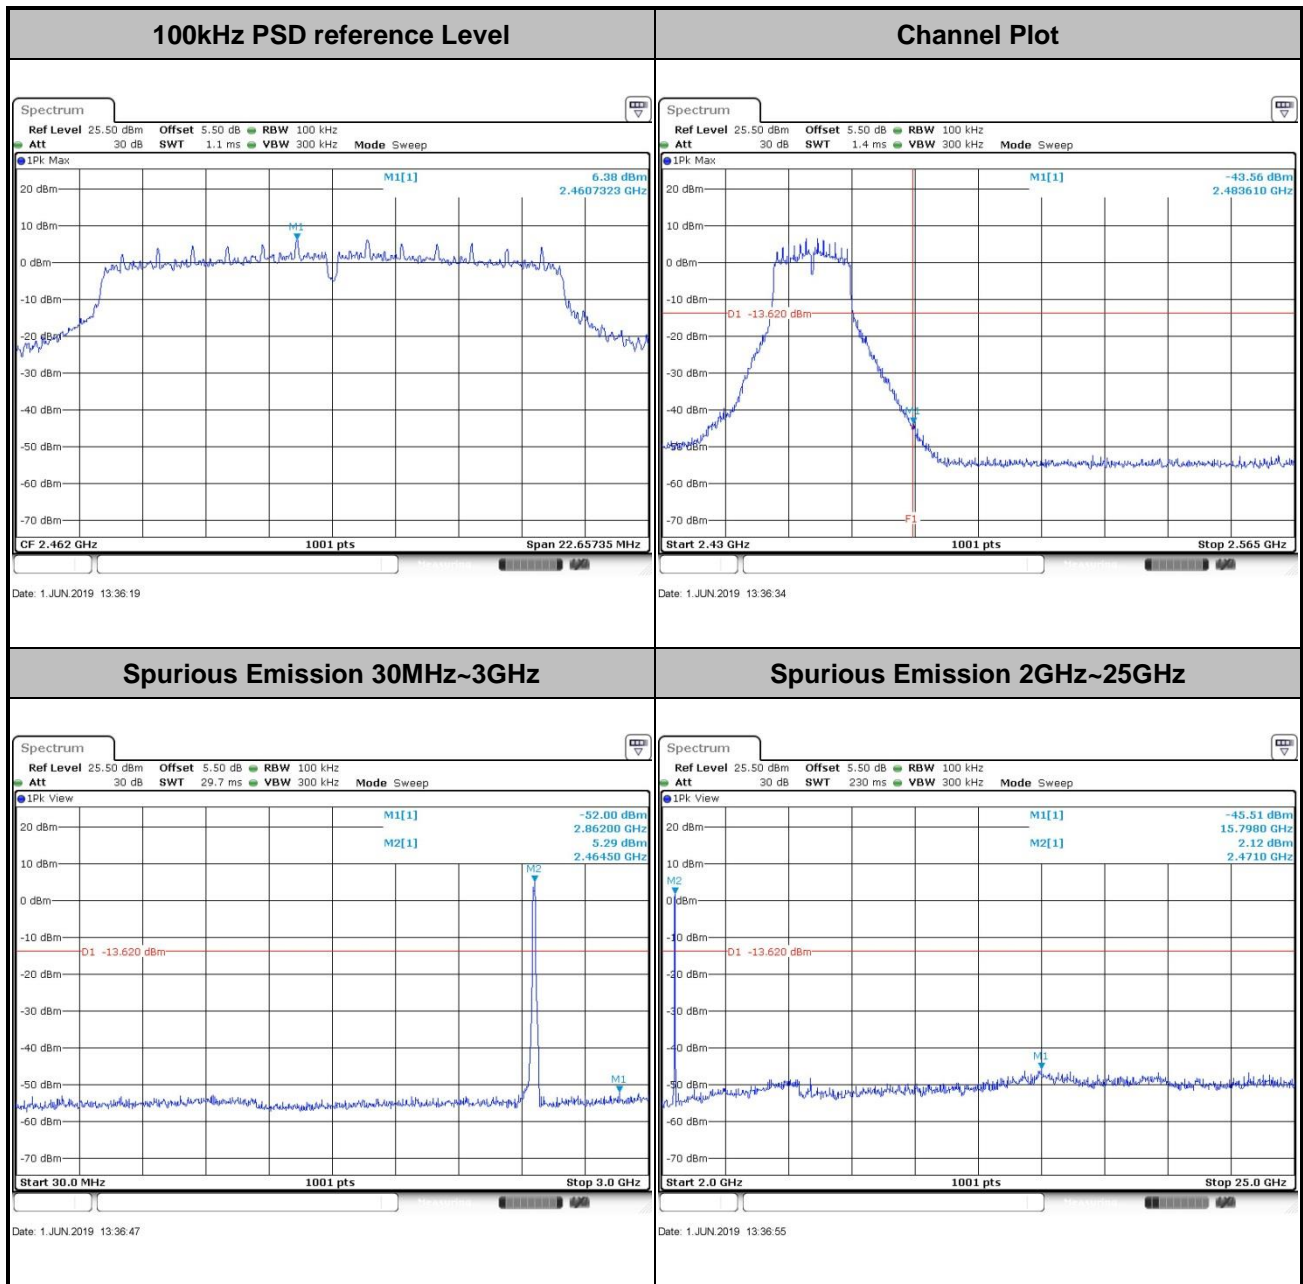 100kHz PSD reference Level
Channel Plot
Spectrum
Ref Level 25.50 dBm Offset 5.50 dB RBW 100 kHz
Att 30 dB SWT 1.1 ms VBW 300 kHz Mode Sweep
1Pk Max
M1[1] 6.38 dBm
2.4607323 GHz
20 dBm
10 dBm
M1
0 dBm
-10 dBm
-20 dBm
-30 dBm
-40 dBm
-50 dBm
-60 dBm
-70 dBm
CF 2.462 GHz 1001 pts Span 22.65735 MHz
Measuring
Date: 1.JUN.2019 13:36:19
Spectrum
Ref Level 25.50 dBm Offset 5.50 dB RBW 100 kHz
Att 30 dB SWT 1.4 ms VBW 300 kHz Mode Sweep
1Pk Max
M1[1] -43.56 dBm
2.483610 GHz
20 dBm
10 dBm
0 dBm
-10 dBm
D1 -13.620 dBm
-20 dBm
-30 dBm
-40 dBm
M1
-50 dBm
-60 dBm
-70 dBm
F1
Start 2.43 GHz 1001 pts Stop 2.565 GHz
Measuring
Date: 1.JUN.2019 13:36:34
Spurious Emission 30MHz~3GHz
Spurious Emission 2GHz~25GHz
Spectrum
Ref Level 25.50 dBm Offset 5.50 dB RBW 100 kHz
Att 30 dB SWT 29.7 ms VBW 300 kHz Mode Sweep
1Pk View
M1[1] -52.00 dBm
2.86200 GHz
20 dBm
M2[1] 5.29 dBm
2.46450 GHz
10 dBm
M2
0 dBm
-10 dBm
D1 -13.620 dBm
-20 dBm
-30 dBm
-40 dBm
-50 dBm
M1
-60 dBm
-70 dBm
Start 30.0 MHz 1001 pts Stop 3.0 GHz
Measuring
Date: 1.JUN.2019 13:36:47
Spectrum
Ref Level 25.50 dBm Offset 5.50 dB RBW 100 kHz
Att 30 dB SWT 230 ms VBW 300 kHz Mode Sweep
1Pk View
M1[1] -45.51 dBm
15.7980 GHz
20 dBm
M2[1] 2.12 dBm
2.4710 GHz
10 dBm
M2
0 dBm
-10 dBm
D1 -13.620 dBm
-20 dBm
-30 dBm
-40 dBm
M1
-50 dBm
-60 dBm
-70 dBm
Start 2.0 GHz 1001 pts Stop 25.0 GHz
Measuring
Date: 1.JUN.2019 13:36:55